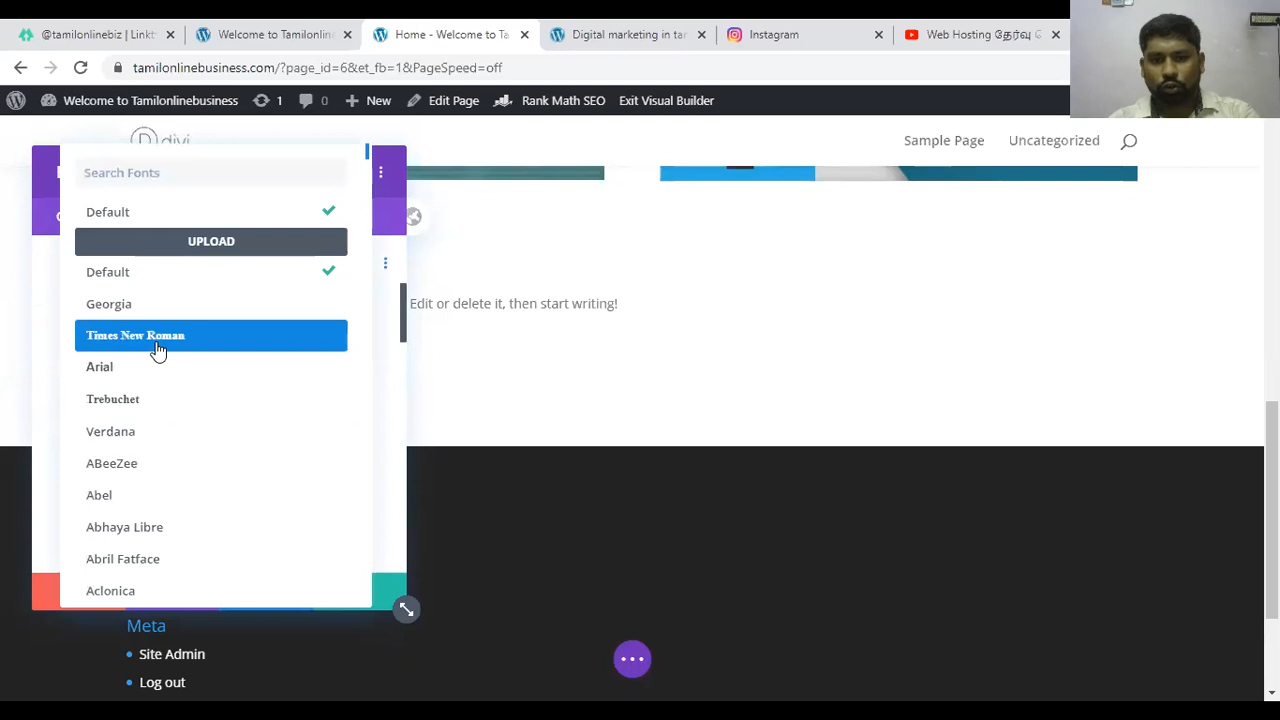 @tamilonlinebiz | Linkt
Welcome to Tamilonline
Home - Welcome to Ta
Digital marketing in tar
Instagram
Web Hosting தேர்வு
tamilonlinebusiness.com/?page_id=6&et_fb=1&PageSpeed=off
Welcome to Tamilonlinebusiness 1 0 New Edit Page Rank Math SEO Exit Visual Builder
divi
Sample Page Uncategorized
Search Fonts
Default
UPLOAD
Default
Georgia
Edit or delete it, then start writing!
Times New Roman
Arial
Trebuchet
Verdana
ABeeZee
Abel
Abhaya Libre
Abril Fatface
Aclonica
Meta
Site Admin
Log out